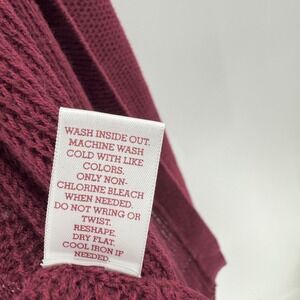 WASH INSIDE OUT.
MACHINE WASH
COLD WITH LIKE
COLORS.
ONLY NON-
CHLORINE BLEACH
WHEN NEEDED.
DO NOT WRING OR
TWIST.
RESHAPE.
DRY FLAT.
COOL IRON IF
NEEDED.